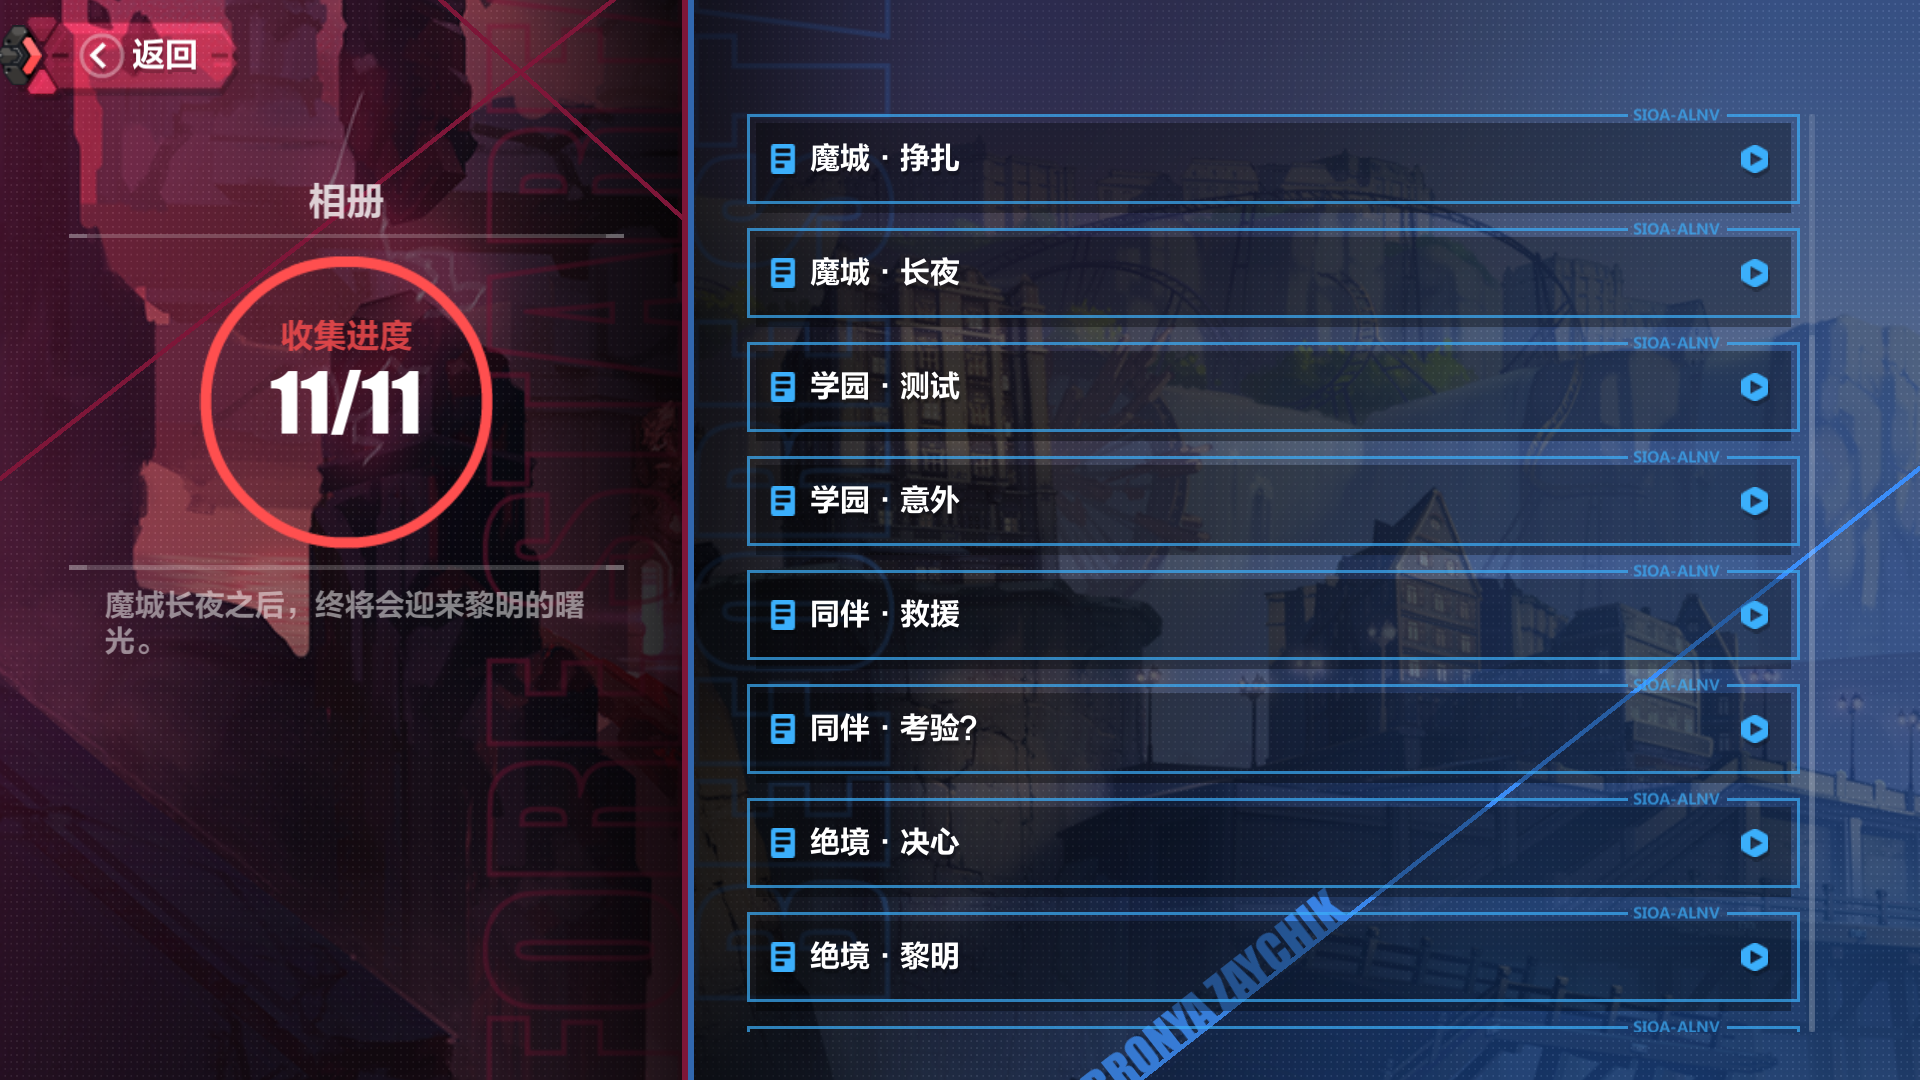 返回
相册
收集进度
11/11
魔城长夜之后，终将会迎来黎明的曙
光。
SIOA-ALNV
魔城 · 挣扎
SIOA-ALNV
魔城 · 长夜
SIOA-ALNV
学园 · 测试
SIOA-ALNV
学园 · 意外
SIOA-ALNV
同伴 · 救援
SIOA-ALNV
同伴 · 考验?
SIOA-ALNV
绝境 · 决心
SIOA-ALNV
绝境 · 黎明
SIOA-ALNV
BRONYA ZAYCHIK